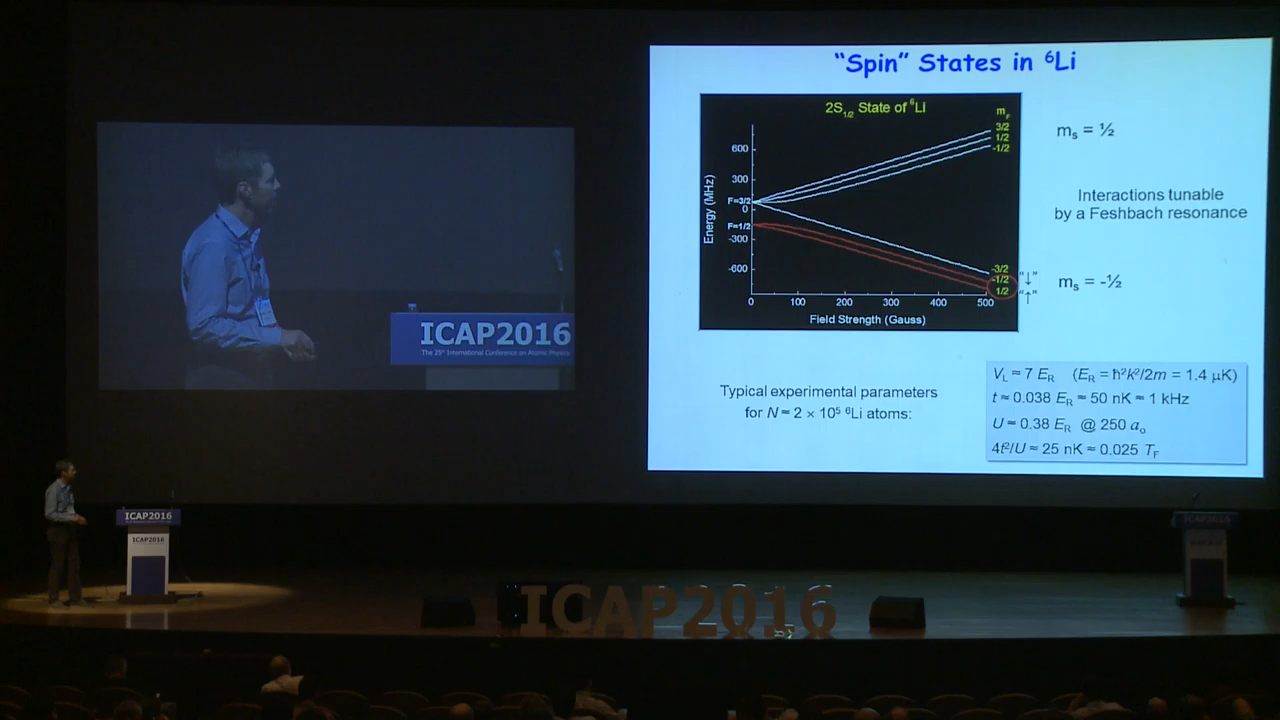 "Spin" States in ⁶Li
2S₁/₂ State of ⁶Li
mF
3/2
1/2
-1/2
600
300
F=3/2
0
F=1/2
-300
-600
Energy (MHz)
-3/2
-1/2
1/2
"↓"
"↑"
0 100 200 300 400 500
Field Strength (Gauss)
mₛ = ½
Interactions tunable
by a Feshbach resonance
mₛ = -½
Typical experimental parameters
for N ≈ 2 × 10⁵ ⁶Li atoms:
V_L ≈ 7 E_R (E_R = ħ²k²/2m = 1.4 μK)
t ≈ 0.038 E_R ≈ 50 nK ≈ 1 kHz
U ≈ 0.38 E_R @ 250 aₒ
4t²/U ≈ 25 nK ≈ 0.025 T_F
ICAP2016
The 25th International Conference on Atomic Physics
ICAP2016
ICAP2016
ICAP2016
ICAP2016